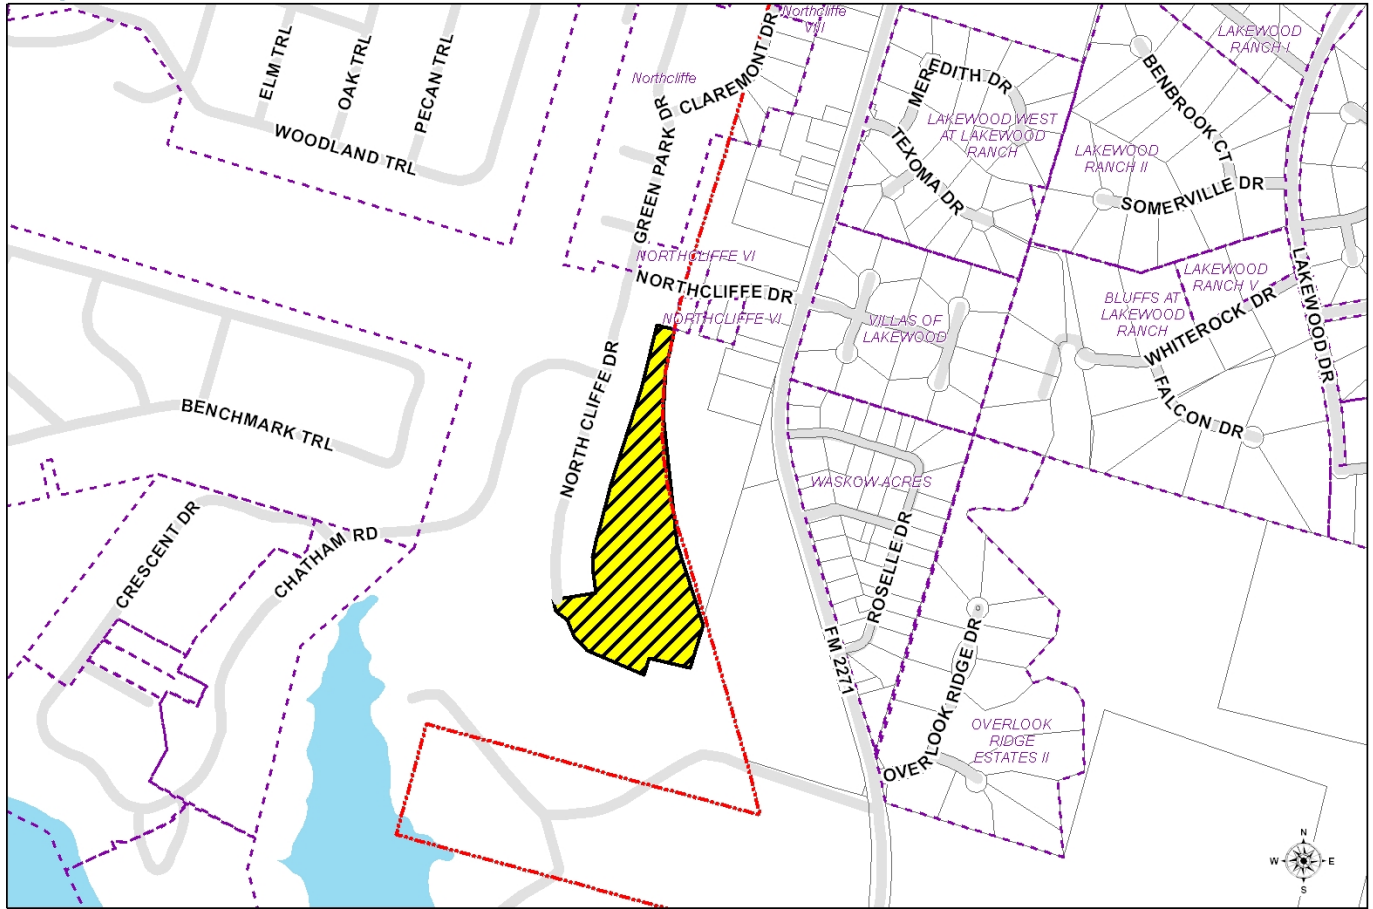 Northcliffe
VIII
LAKEWOOD
RANCH I
ELM TRL
OAK TRL
PECAN TRL
WOODLAND TRL
Northcliffe
CLAREMONT DR
GREEN PARK DR
MEREDITH DR
LAKEWOOD WEST
AT LAKEWOOD
RANCH
TEXOMA DR
BENBROOK CT
LAKEWOOD
RANCH II
SOMERVILLE DR
NORTHCLIFFE VI
NORTHCLIFFE DR
NORTHCLIFFE VI
VILLAS OF
LAKEWOOD
LAKEWOOD
RANCH V
BLUFFS AT
LAKEWOOD
RANCH
WHITEROCK DR
LAKEWOOD DR
FALCON DR
BENCHMARK TRL
NORTH CLIFFE DR
WASKOW ACRES
CRESCENT DR
CHATHAM RD
ROSELLE DR
FM 2271
OVERLOOK RIDGE DR
OVERLOOK
RIDGE
ESTATES II
N
W
E
S